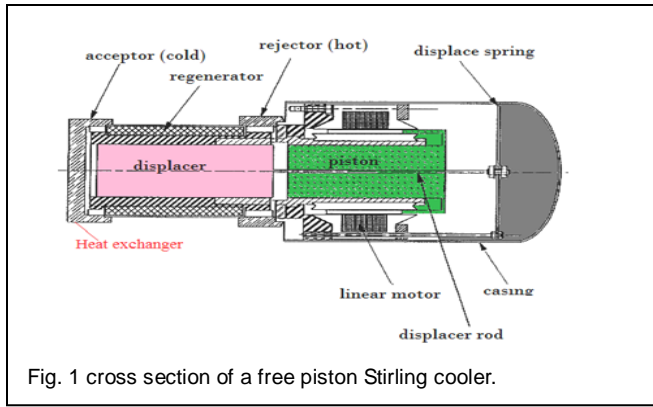 rejector (hot)
displace spring
acceptor (cold)
regenerator
displacer
piston
Heat exchanger
linear motor
casing
displacer rod
Fig. 1 cross section of a free piston Stirling cooler.